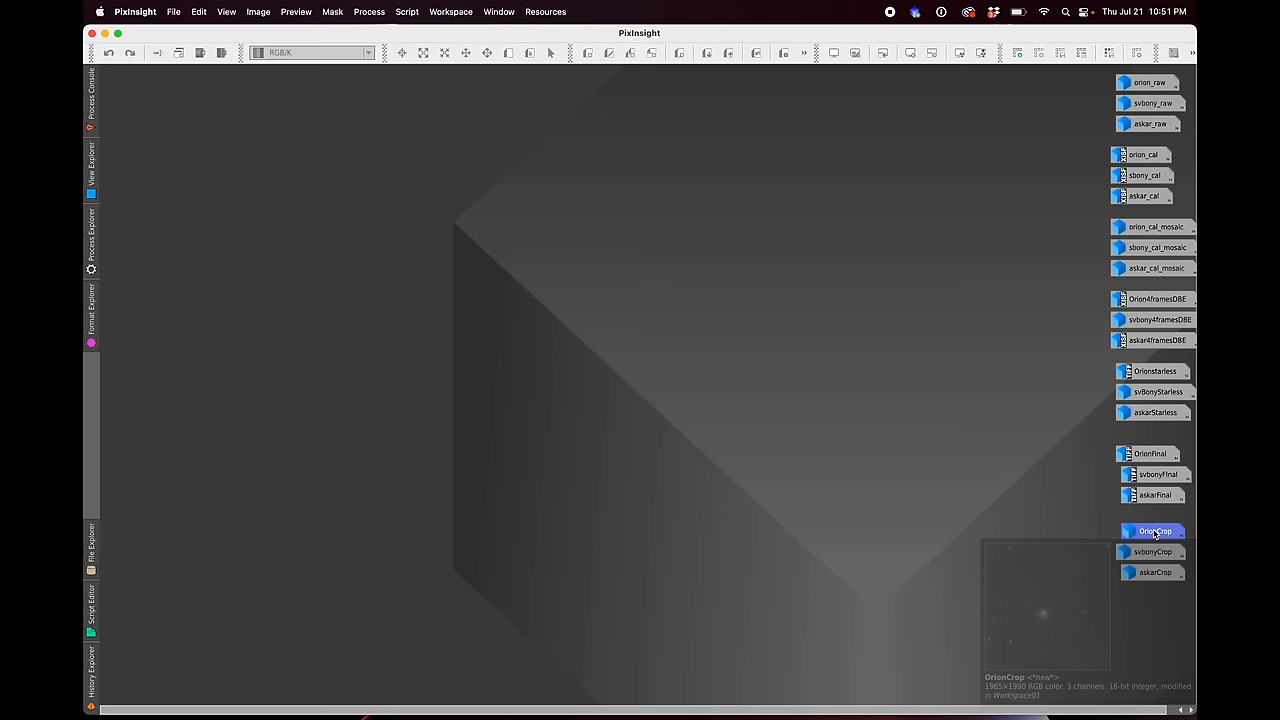 PixInsight File Edit View Image Preview Mask Process Script Workspace Window Resources Thu Jul 21 10:51 PM
PixInsight
RGB/K
Process Console
View Explorer
Process Explorer
Format Explorer
File Explorer
Script Editor
History Explorer
orion_raw
svbony_raw
askar_raw
orion_cal
sbony_cal
askar_cal
orion_cal_mosaic
sbony_cal_mosaic
askar_cal_mosaic
Orion4framesDBE
svbony4framesDBE
askar4framesDBE
Orionstarless
svBonyStarless
askarStarless
OrionFinal
svbonyFInal
askarFinal
OrionCrop
svbonyCrop
askarCrop
OrionCrop <*new*>
1965×1990 RGB color, 3 channels, 16-bit integer, modified
in Workspace01